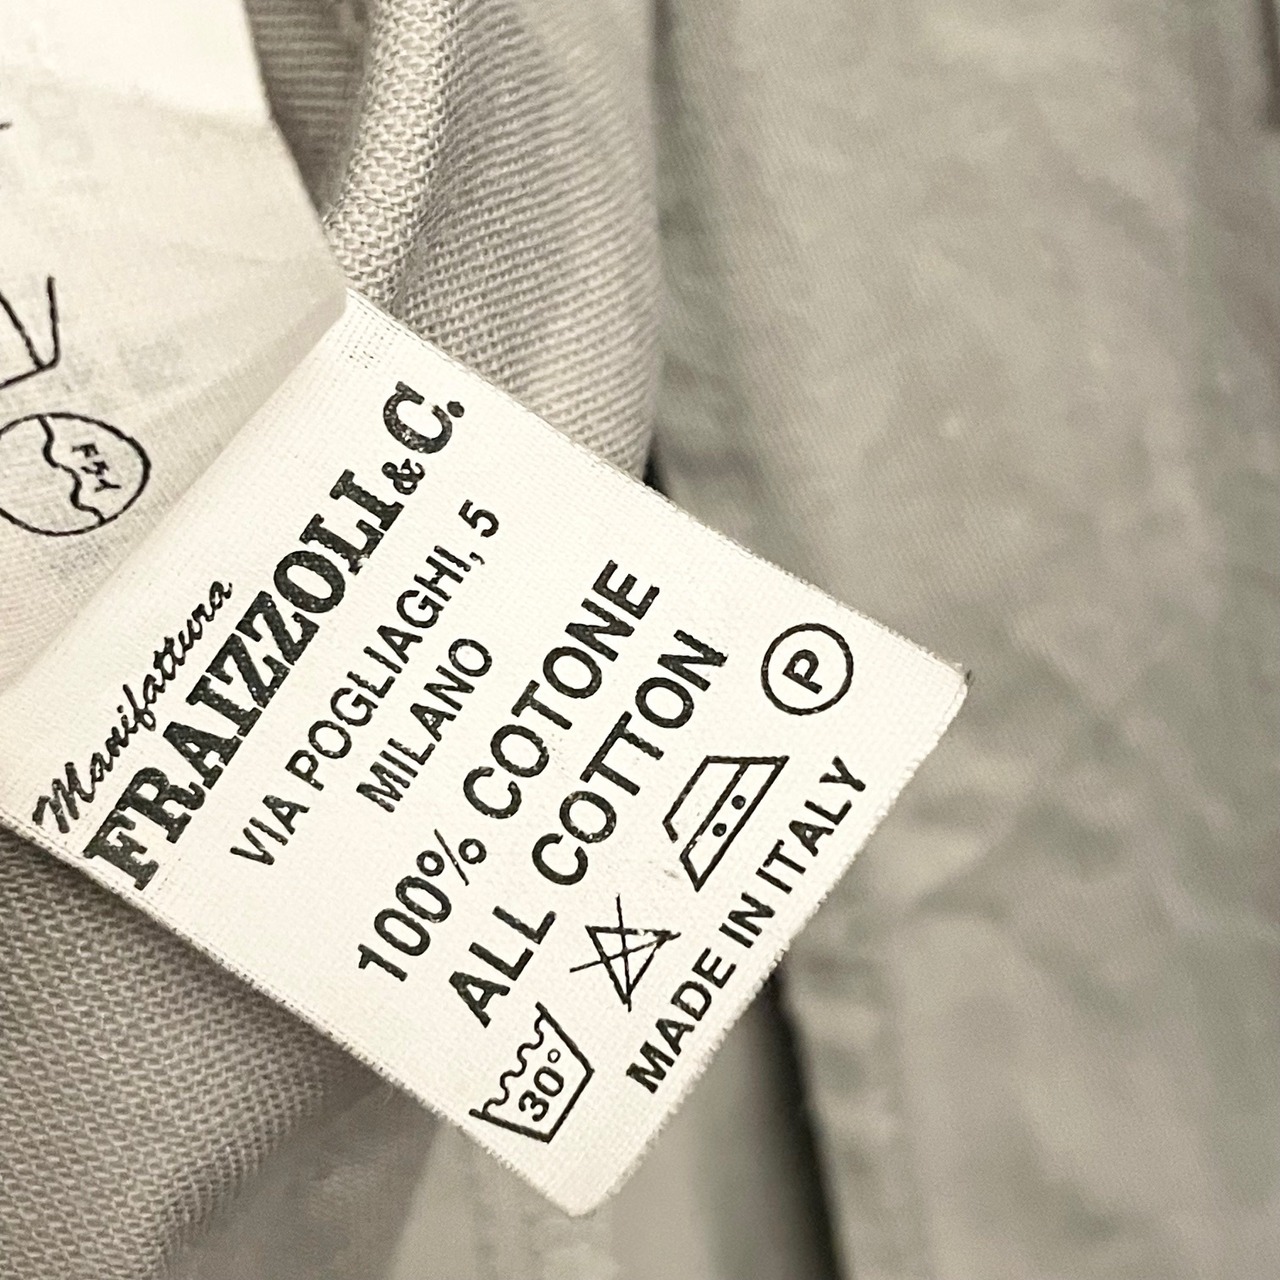 Manifattura
FRAIZZOLI & C.
VIA POGLIAGHI, 5
MILANO
100% COTONE
ALL COTTON
30°
P
MADE IN ITALY